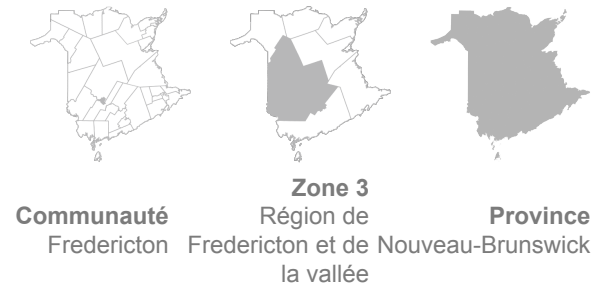 Communauté
Fredericton
Zone 3
Région de
Fredericton et de
la vallée
Province
Nouveau-Brunswick